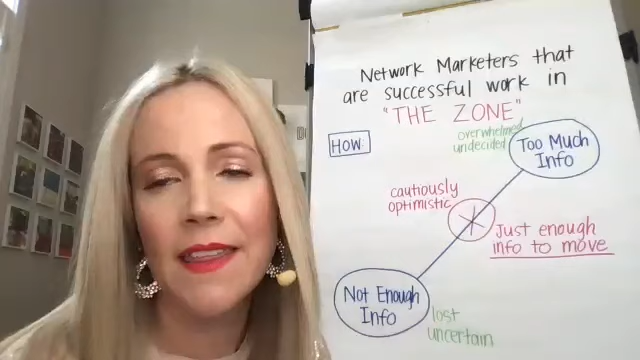 Network Marketers that
are successful work in
"THE ZONE"
HOW:
overwhelmed
undecided
Too Much
Info
cautiously
optimistic
Just enough
info to move
Not Enough
Info
lost
uncertain